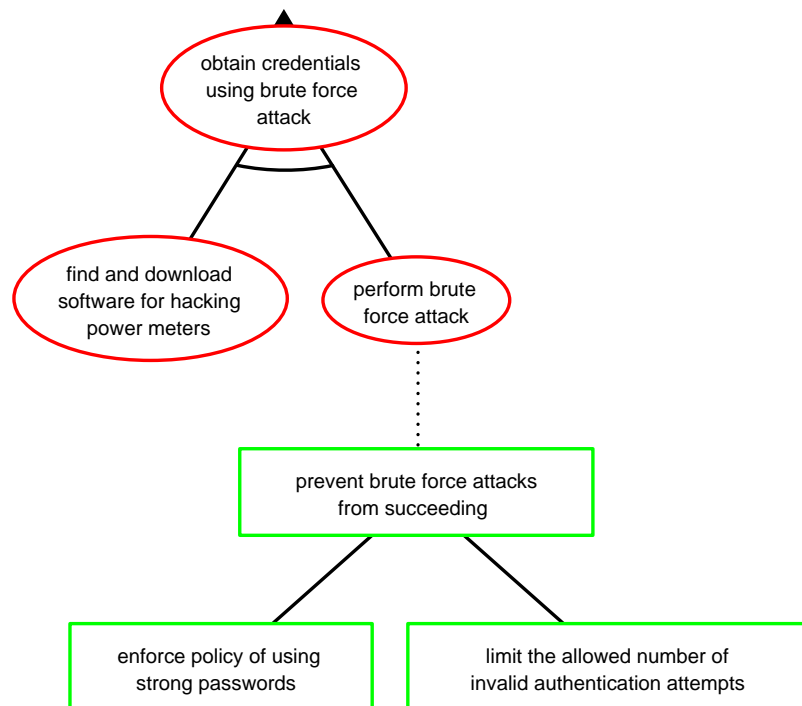 obtain credentials
using brute force
attack
find and download
software for hacking
power meters
perform brute
force attack
prevent brute force attacks
from succeeding
enforce policy of using
strong passwords
limit the allowed number of
invalid authentication attempts